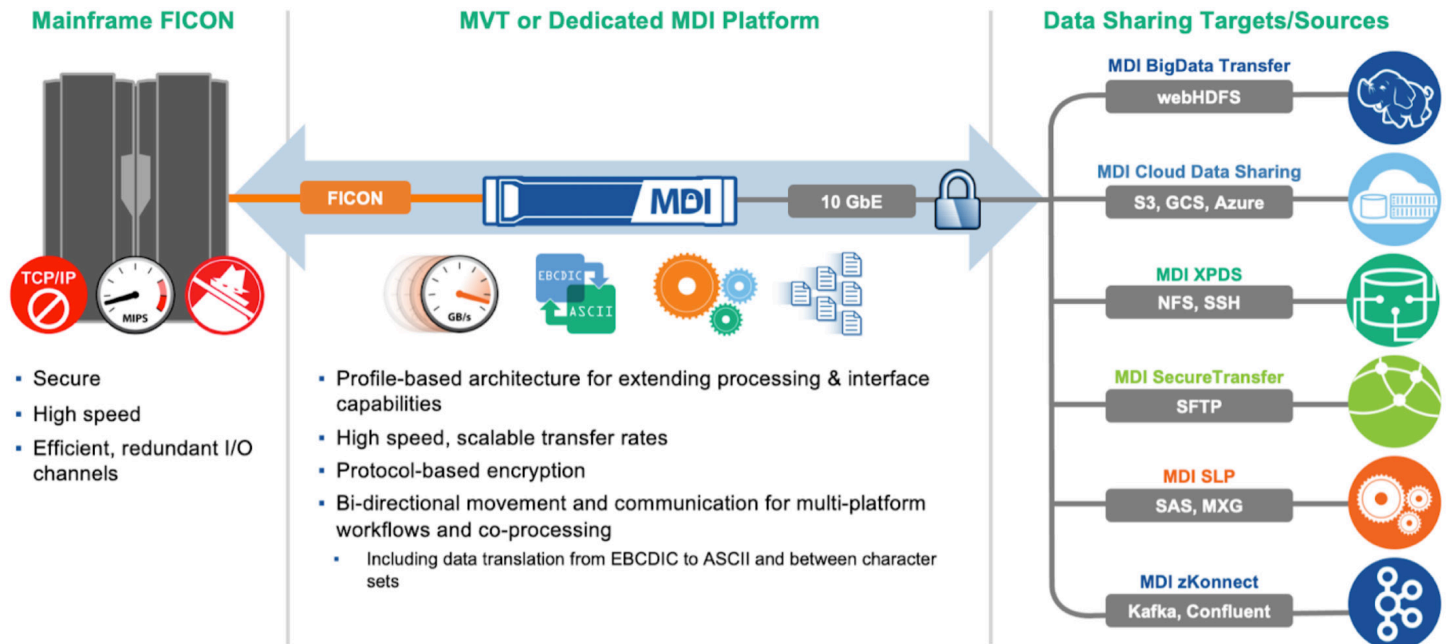 Mainframe FICON
TCP/IP
MIPS
▪ Secure
▪ High speed
▪ Efficient, redundant I/O
channels
MVT or Dedicated MDI Platform
FICON
MDI
10 GbE
GB/s
EBCDIC
ASCII
▪ Profile-based architecture for extending processing & interface
capabilities
▪ High speed, scalable transfer rates
▪ Protocol-based encryption
▪ Bi-directional movement and communication for multi-platform
workflows and co-processing
▪ Including data translation from EBCDIC to ASCII and between character
sets
Data Sharing Targets/Sources
MDI BigData Transfer
webHDFS
MDI Cloud Data Sharing
S3, GCS, Azure
MDI XPDS
NFS, SSH
MDI SecureTransfer
SFTP
MDI SLP
SAS, MXG
MDI zKonnect
Kafka, Confluent